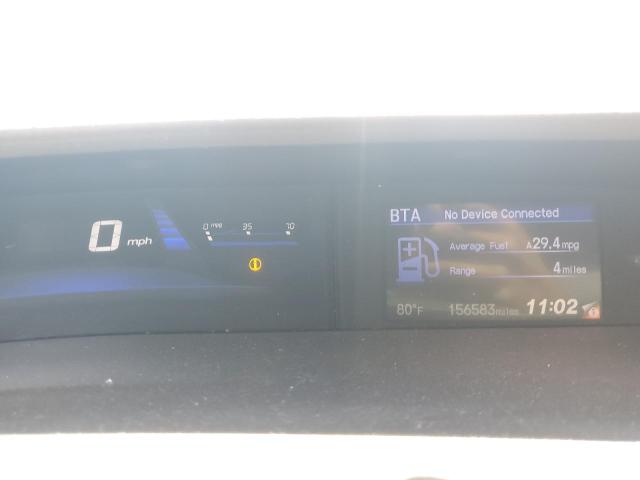 0 mph
0 mpg 35 70
BTA No Device Connected
Average Fuel A 29.4 mpg
Range 4 miles
80°F 156583 miles 11:02